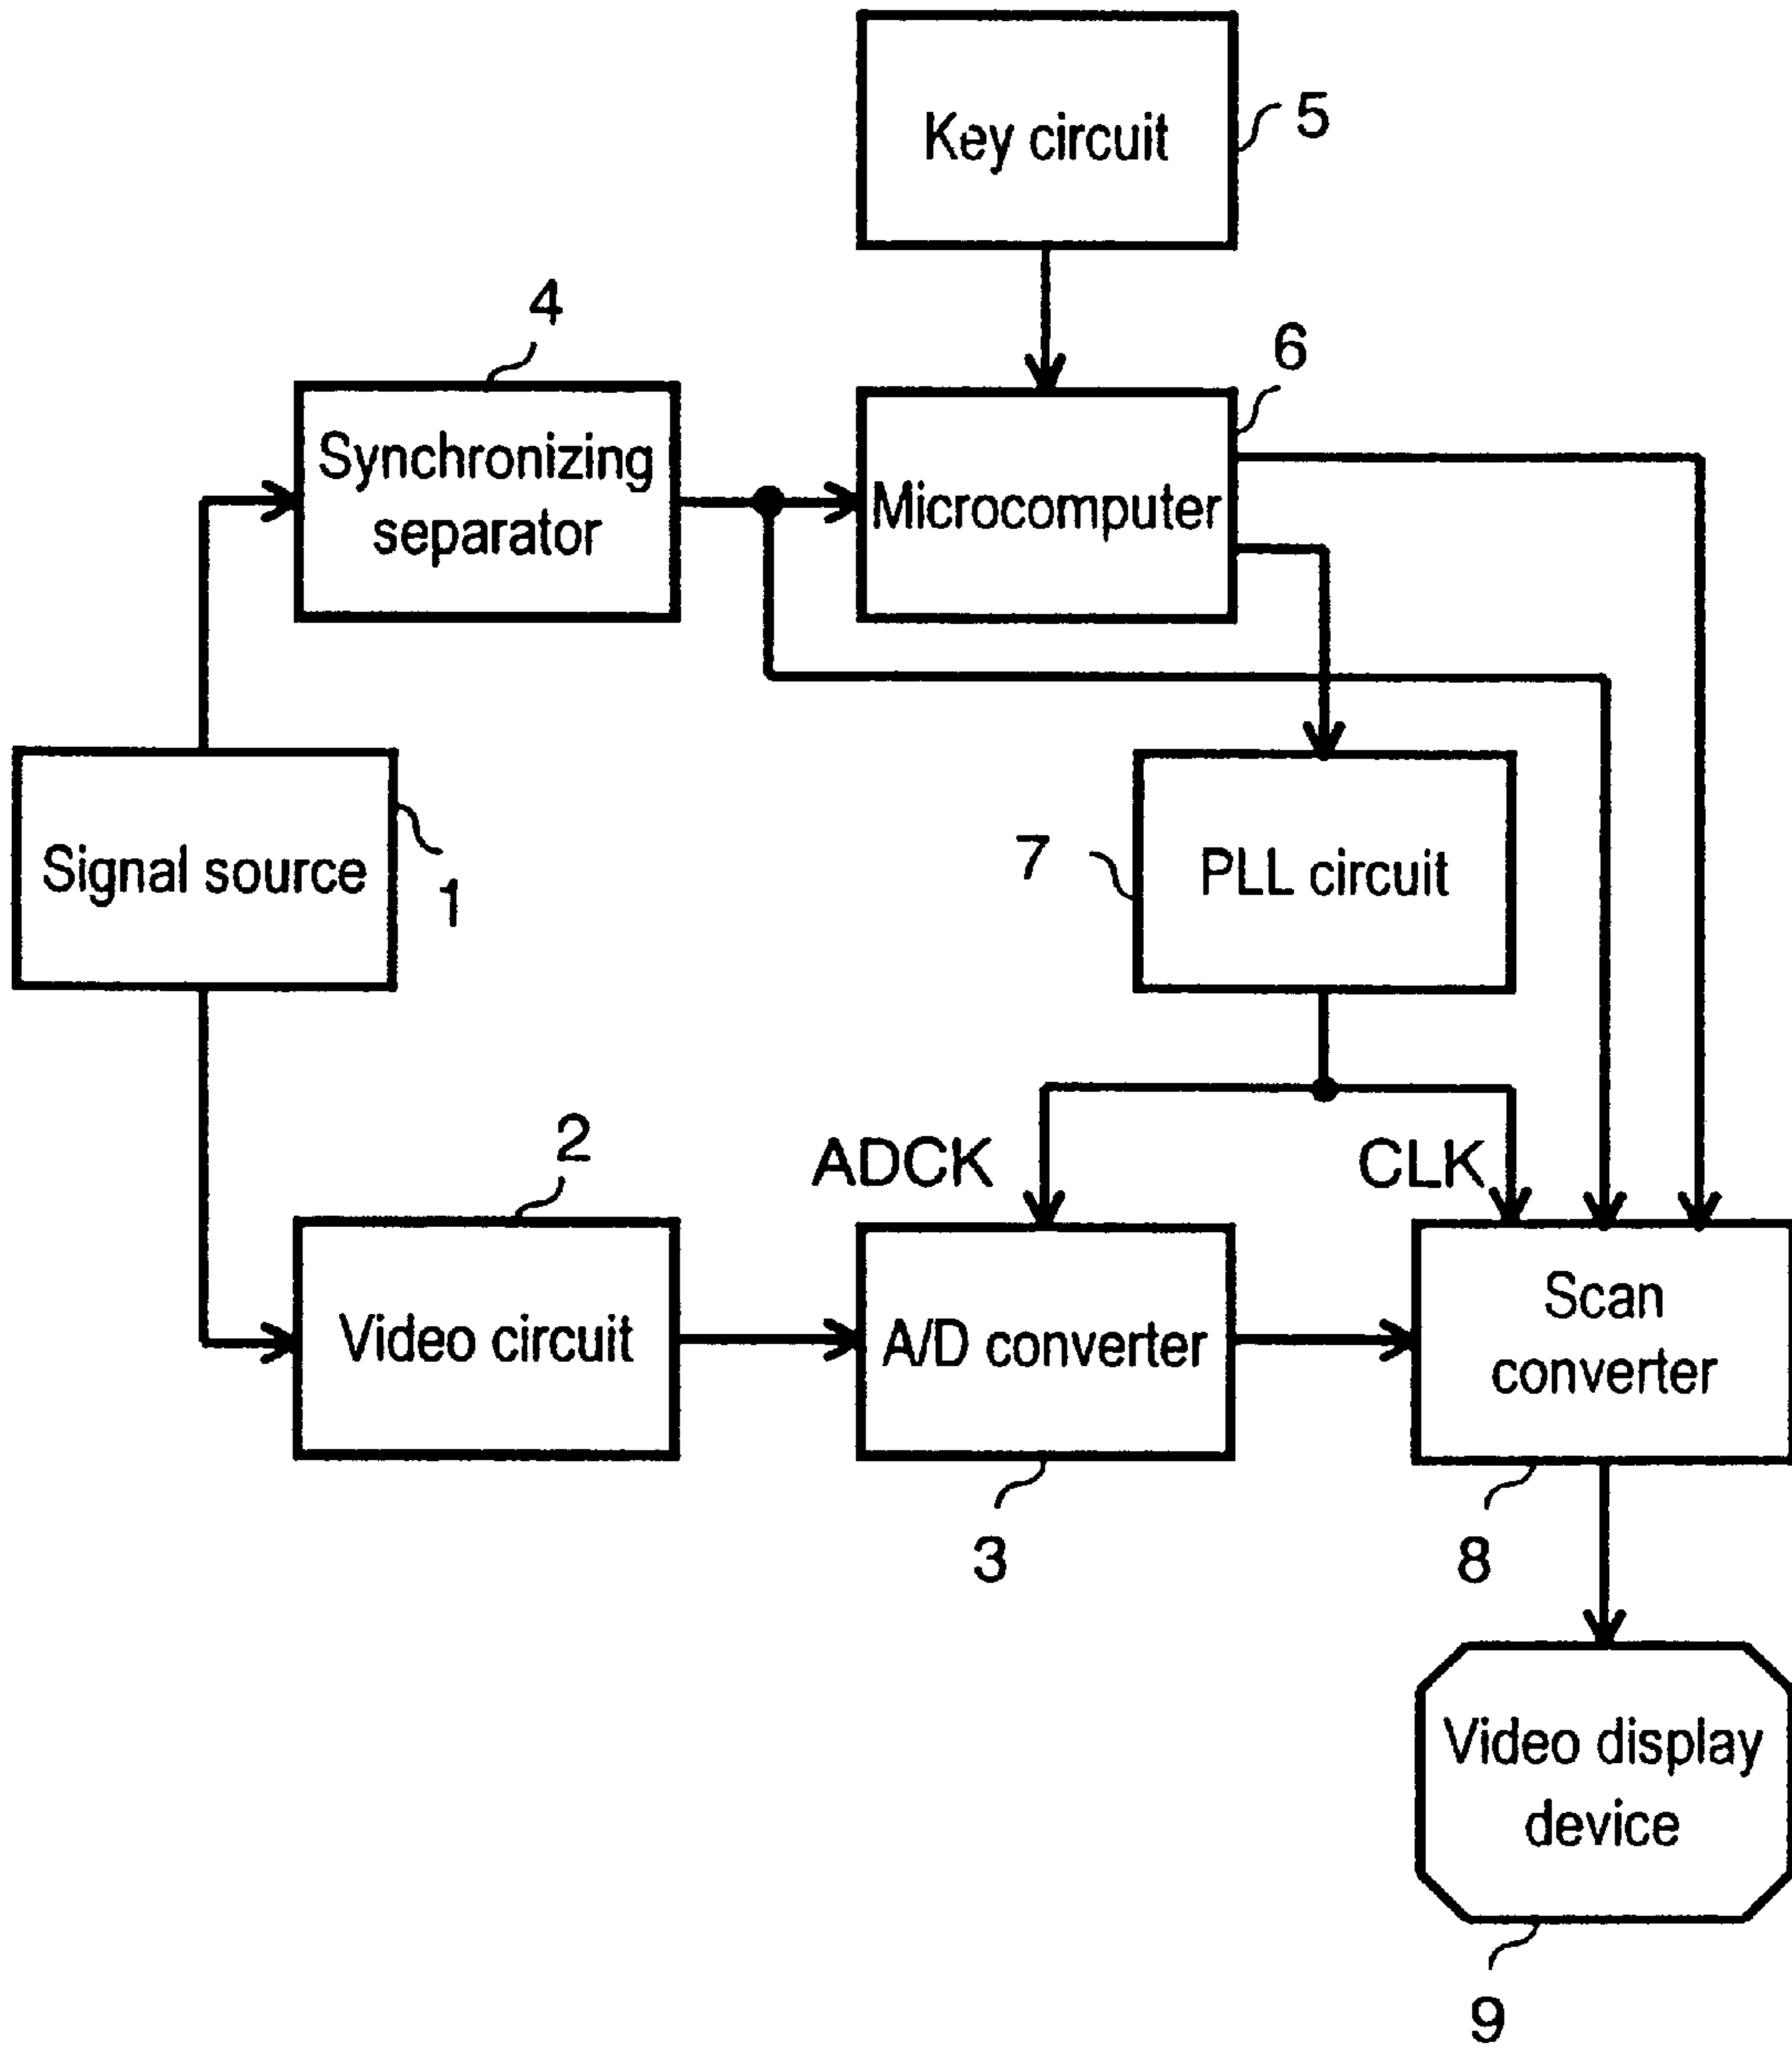 Key circuit
5
4
6
Synchronizing
separator
Microcomputer
Signal source
1
7
PLL circuit
2
ADCK
CLK
Video circuit
A/D converter
Scan
converter
3
8
Video display
device
9